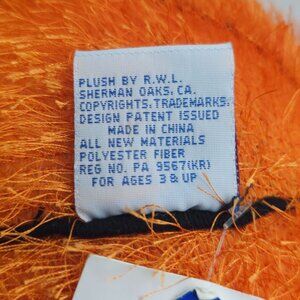 PLUSH BY R.W.L.
SHERMAN OAKS, CA.
COPYRIGHTS, TRADEMARKS,
DESIGN PATENT ISSUED
MADE IN CHINA
ALL NEW MATERIALS
POLYESTER FIBER
REG NO. PA 9567(KR)
FOR AGES 3 & UP